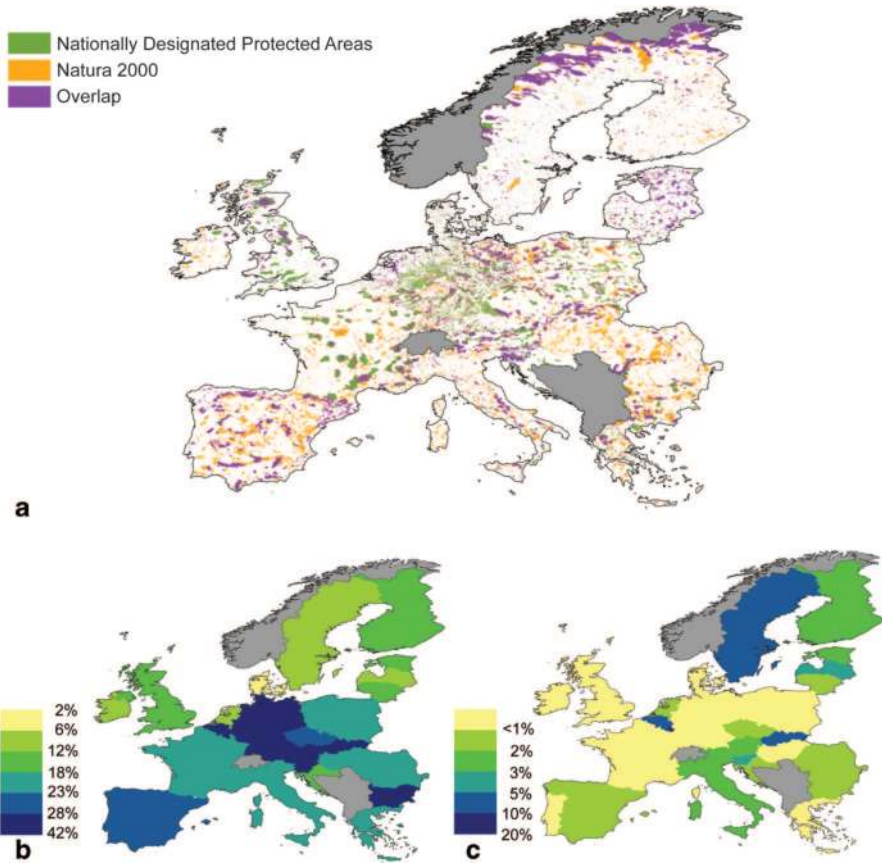 Nationally Designated Protected Areas
Natura 2000
Overlap
a
2%
6%
12%
18%
23%
28%
42%
b
<1%
2%
3%
5%
10%
20%
c